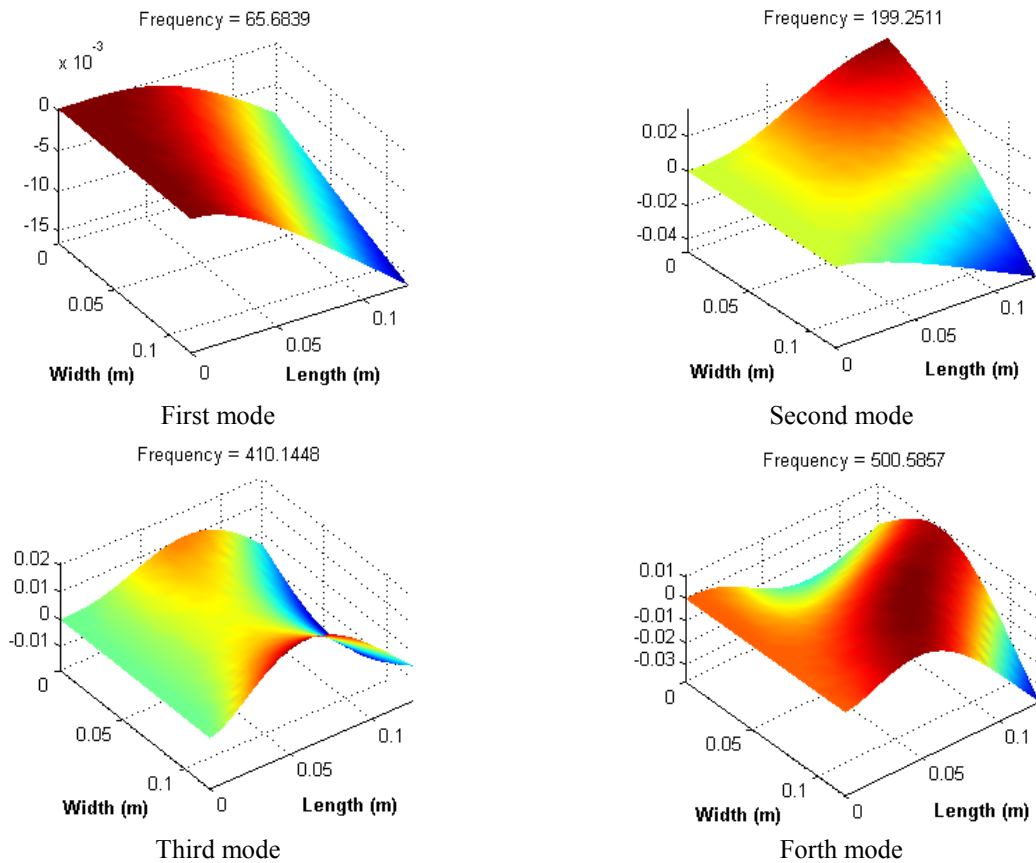 Frequency = 65.6839
x 10^-3
0
-5
-10
-15
0
0.05
0.1
0
0.05
0.1
Width (m)
Length (m)
First mode
Frequency = 199.2511
0.02
0
-0.02
-0.04
0
0.05
0.1
0
0.05
0.1
Width (m)
Length (m)
Second mode
Frequency = 410.1448
0.02
0.01
0
-0.01
0
0.05
0.1
0
0.05
0.1
Width (m)
Length (m)
Third mode
Frequency = 500.5857
0.01
0
-0.01
-0.02
-0.03
0
0.05
0.1
0
0.05
0.1
Width (m)
Length (m)
Forth mode